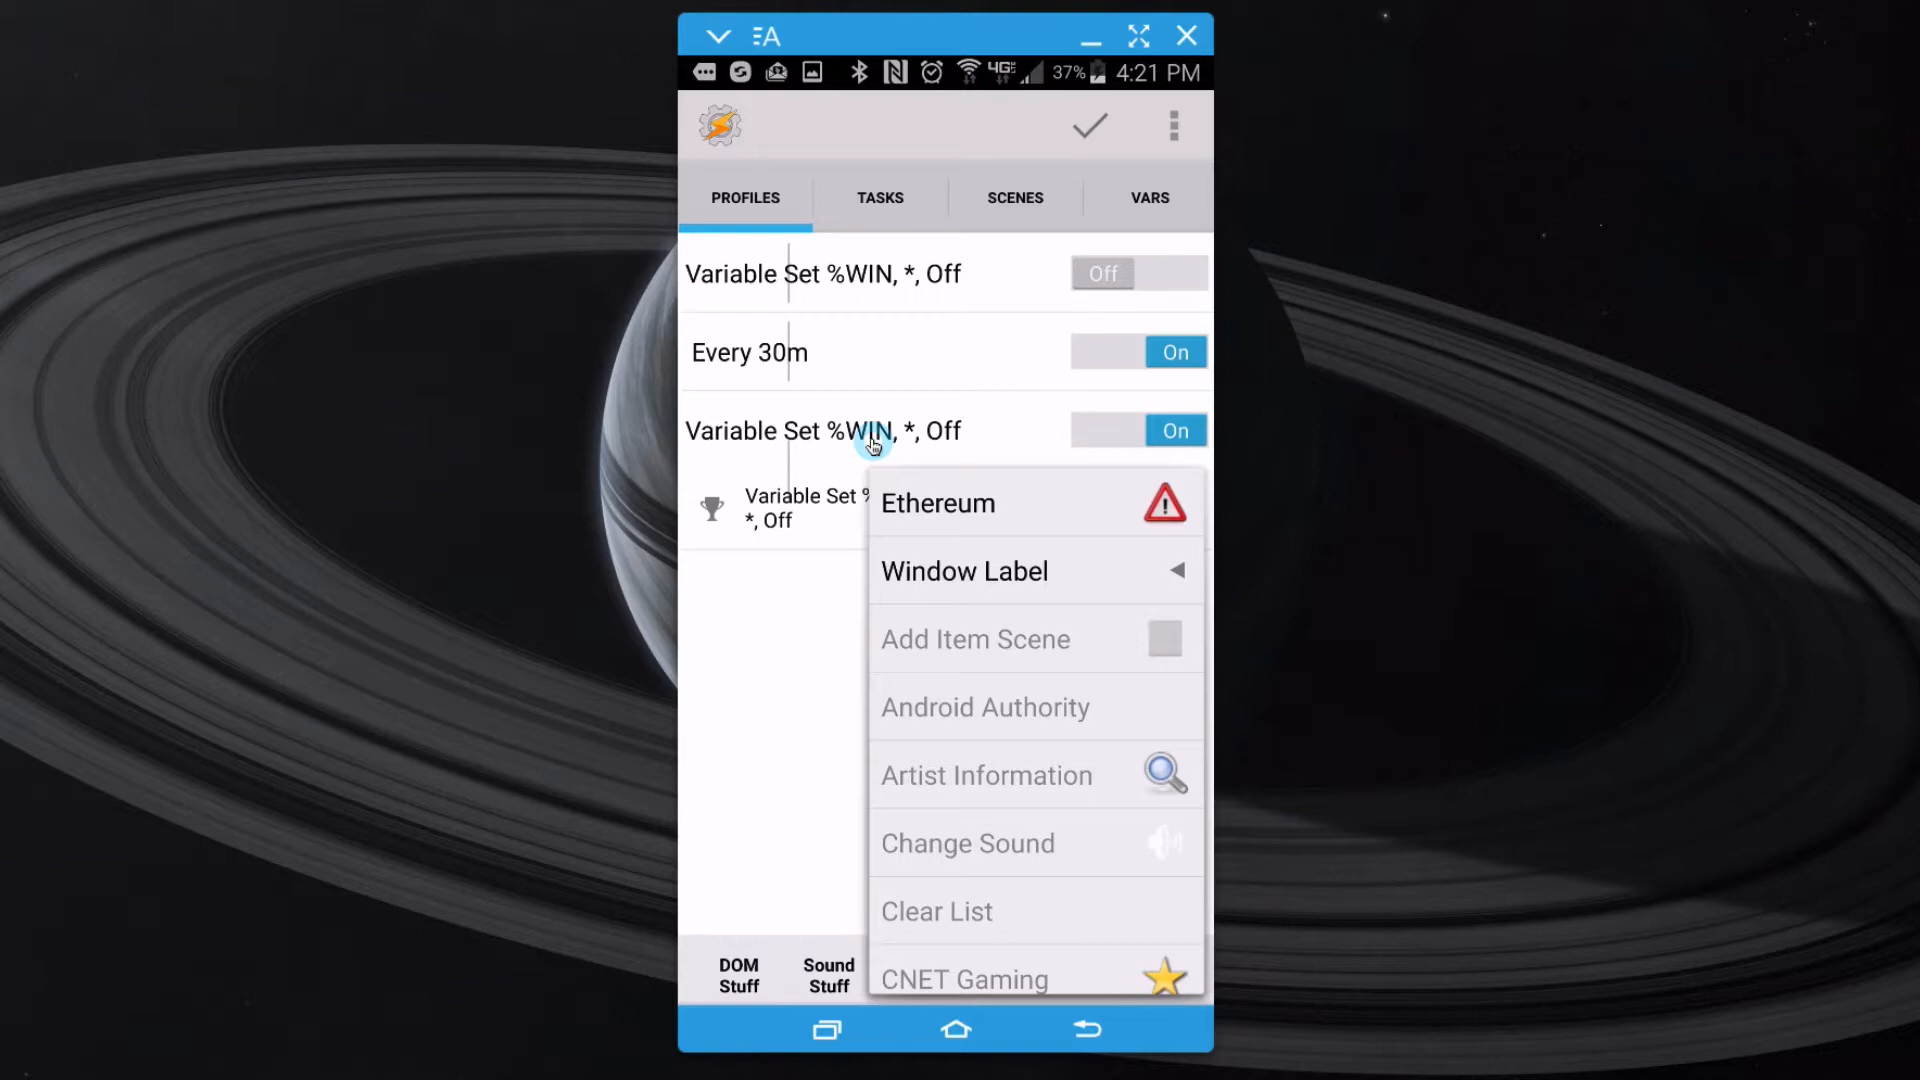 37% 4:21 PM
PROFILES TASKS SCENES VARS
Variable Set %WIN, *, Off Off
Every 30m On
Variable Set %WIN, *, Off On
Variable Set %
*, Off
Ethereum
Window Label
Add Item Scene
Android Authority
Artist Information
Change Sound
Clear List
CNET Gaming
DOM
Stuff
Sound
Stuff